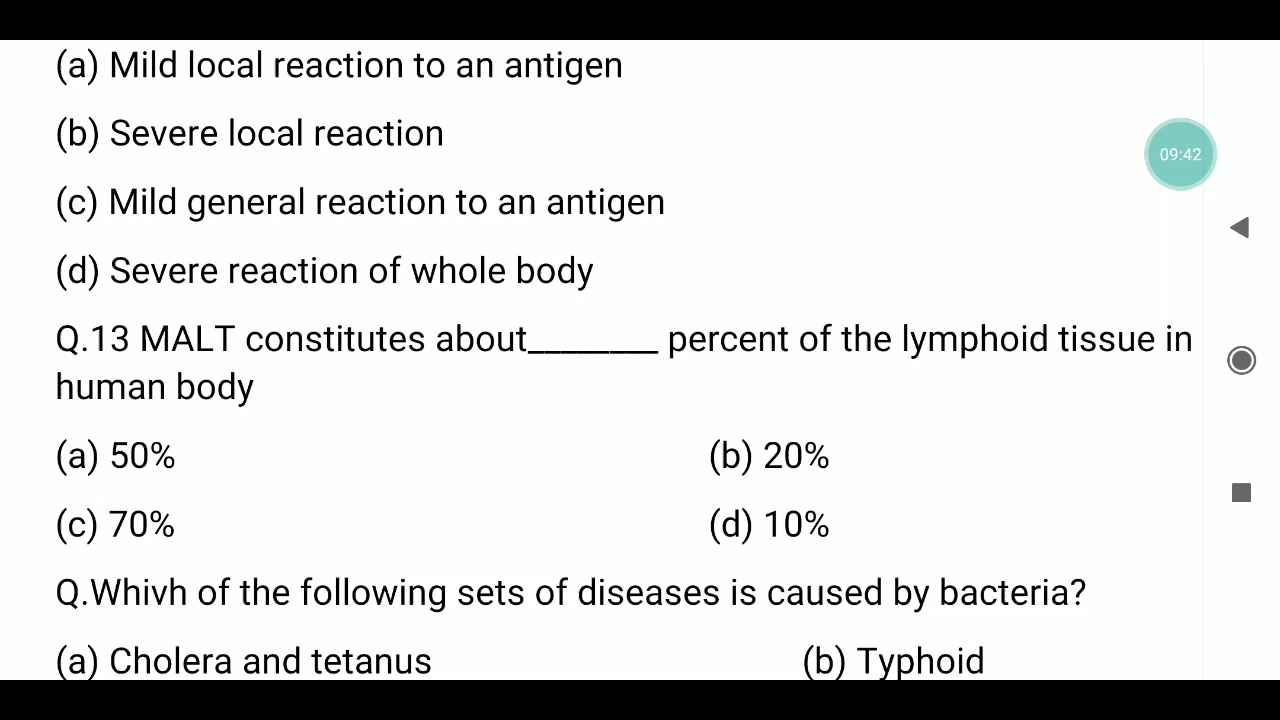 (a) Mild local reaction to an antigen
(b) Severe local reaction
09:42
(c) Mild general reaction to an antigen
(d) Severe reaction of whole body
Q.13 MALT constitutes about________ percent of the lymphoid tissue in
human body
(a) 50% (b) 20%
(c) 70% (d) 10%
Q.Whivh of the following sets of diseases is caused by bacteria?
(a) Cholera and tetanus (b) Typhoid